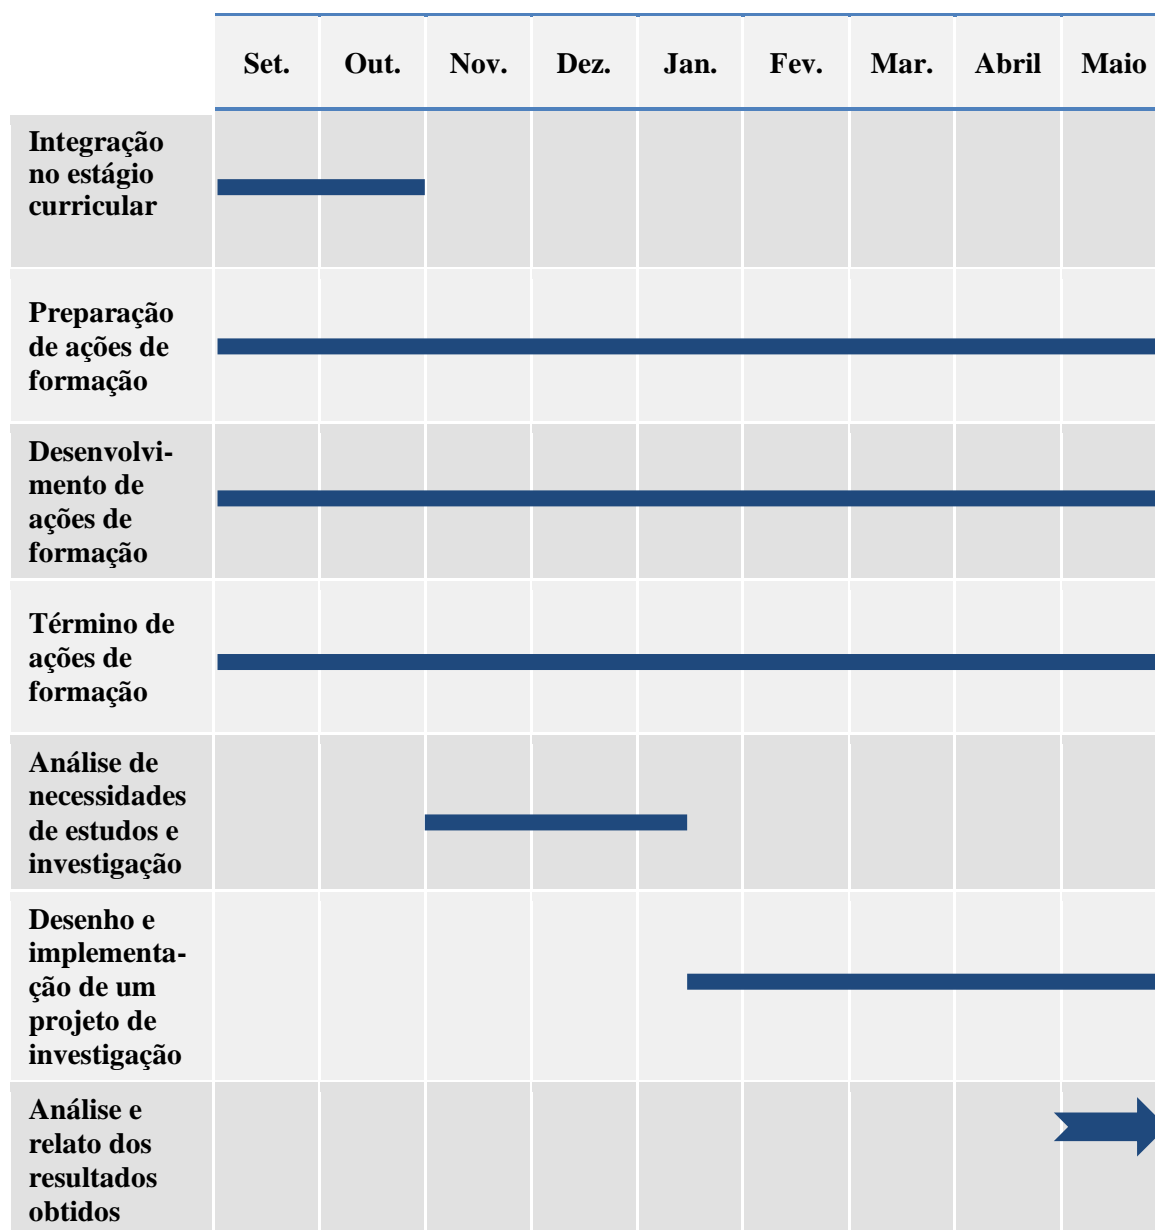 Set. Out. Nov. Dez. Jan. Fev. Mar. Abril Maio
Integração
no estágio
curricular
Preparação
de ações de
formação
Desenvolvi-
mento de
ações de
formação
Término de
ações de
formação
Análise de
necessidades
de estudos e
investigação
Desenho e
implementa-
ção de um
projeto de
investigação
Análise e
relato dos
resultados
obtidos